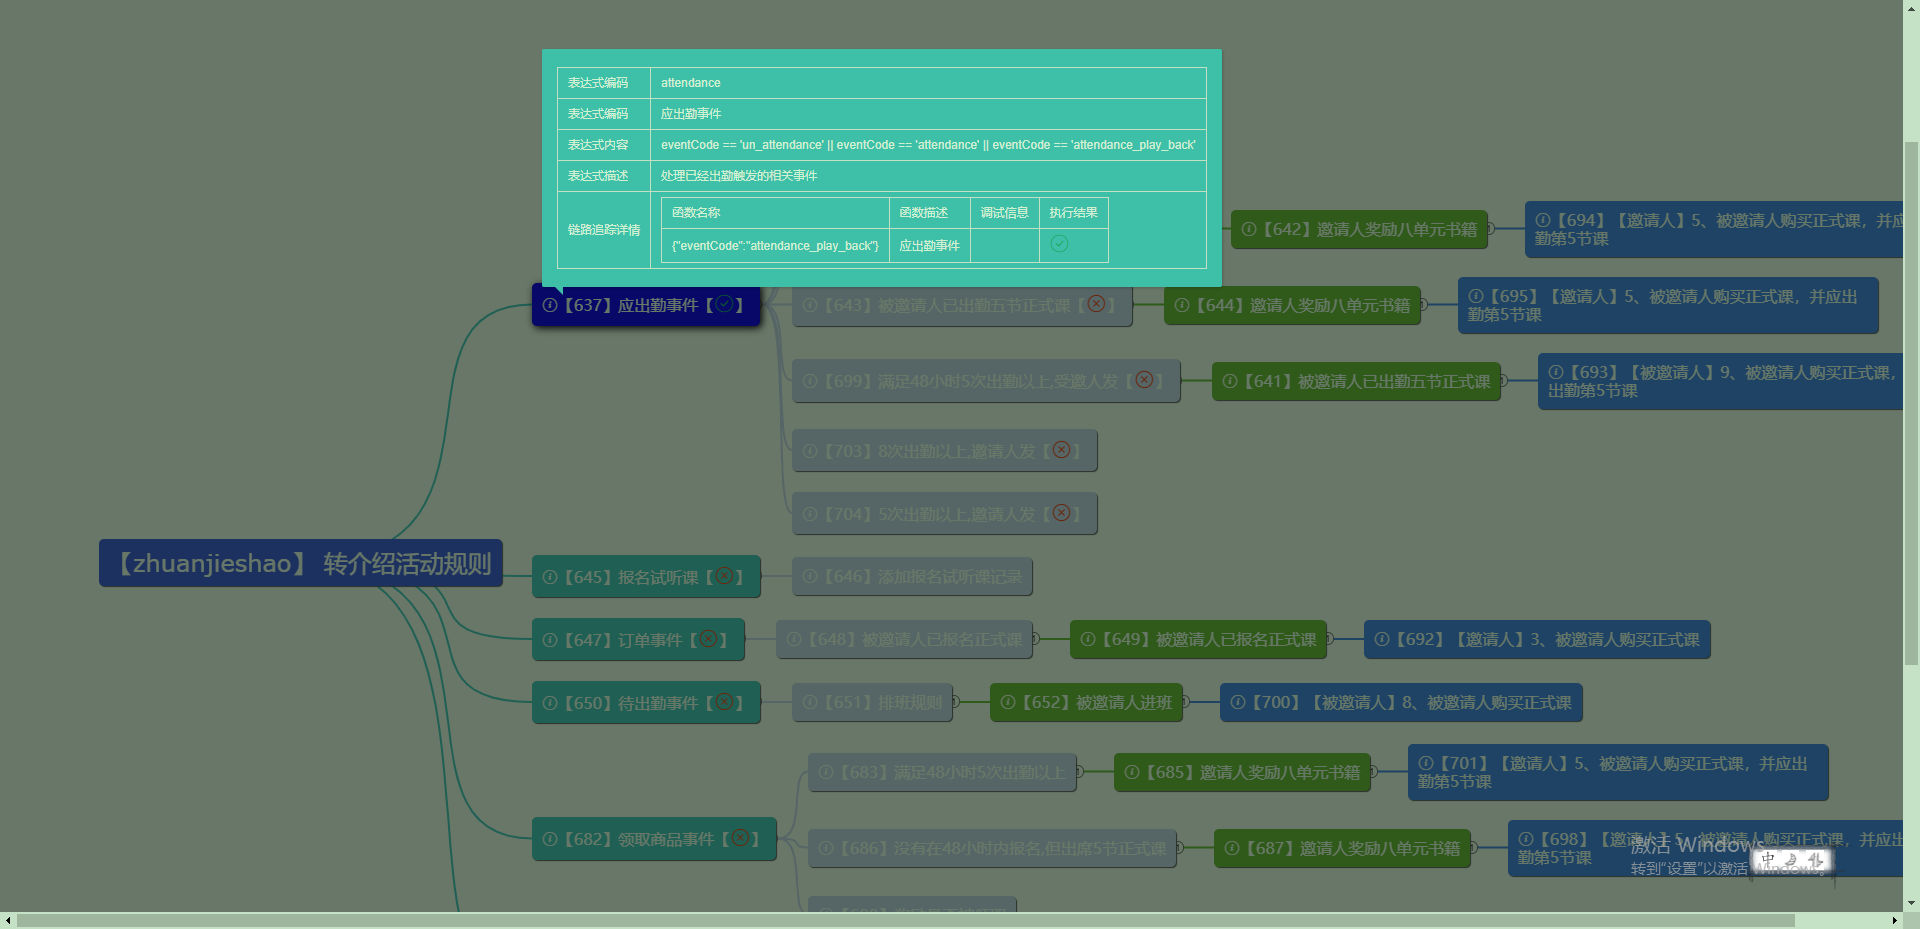 表达式编码 attendance
表达式编码 应出勤事件
表达式内容 eventCode == 'un_attendance' || eventCode == 'attendance' || eventCode == 'attendance_play_back'
表达式描述 处理已经出勤触发的相关事件
链路追踪详情
函数名称 函数描述 调试信息 执行结果
{"eventCode":"attendance_play_back"} 应出勤事件
【642】邀请人奖励八单元书籍
【694】【邀请人】5、被邀请人购买正式课，并应
勤第5节课
【637】应出勤事件【】
【643】被邀请人已出勤五节正式课【】
【644】邀请人奖励八单元书籍
【695】【邀请人】5、被邀请人购买正式课，并应出
勤第5节课
【699】满足48小时5次出勤以上,受邀人发【】
【641】被邀请人已出勤五节正式课
【693】【被邀请人】9、被邀请人购买正式课，
出勤第5节课
【703】8次出勤以上,邀请人发【】
【704】5次出勤以上,邀请人发【】
【zhuanjieshao】 转介绍活动规则
【645】报名试听课【】
【646】添加报名试听课记录
【647】订单事件【】
【648】被邀请人已报名正式课
【649】被邀请人已报名正式课
【692】【邀请人】3、被邀请人购买正式课
【650】待出勤事件【】
【651】排班规则
【652】被邀请人进班
【700】【被邀请人】8、被邀请人购买正式课
【682】领取商品事件【】
【683】满足48小时5次出勤以上
【685】邀请人奖励八单元书籍
【701】【邀请人】5、被邀请人购买正式课，并应出
勤第5节课
【686】没有在48小时内报名,但出席5节正式课
【687】邀请人奖励八单元书籍
【698】【邀请人】5、被邀请人购买正式课，并应出
勤第5节课
激活 Windows
转到“设置”以激活 Windows。
中